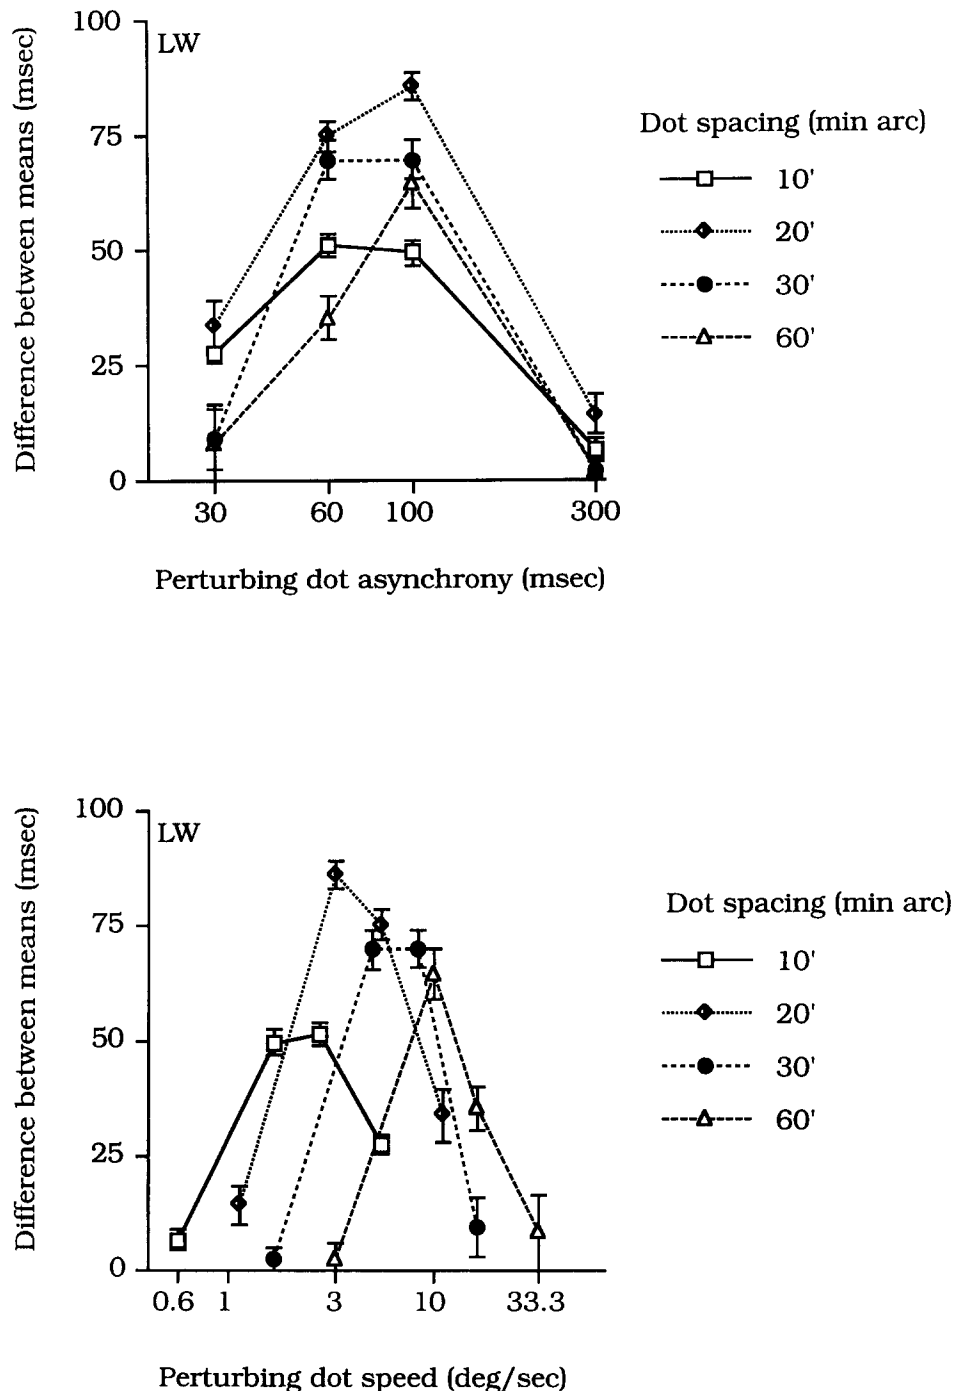 Difference between means (msec)
100
75
50
25
0
LW
30 60 100 300
Perturbing dot asynchrony (msec)
Dot spacing (min arc)
10'
20'
30'
60'
Difference between means (msec)
100
75
50
25
0
LW
0.6 1 3 10 33.3
Perturbing dot speed (deg/sec)
Dot spacing (min arc)
10'
20'
30'
60'